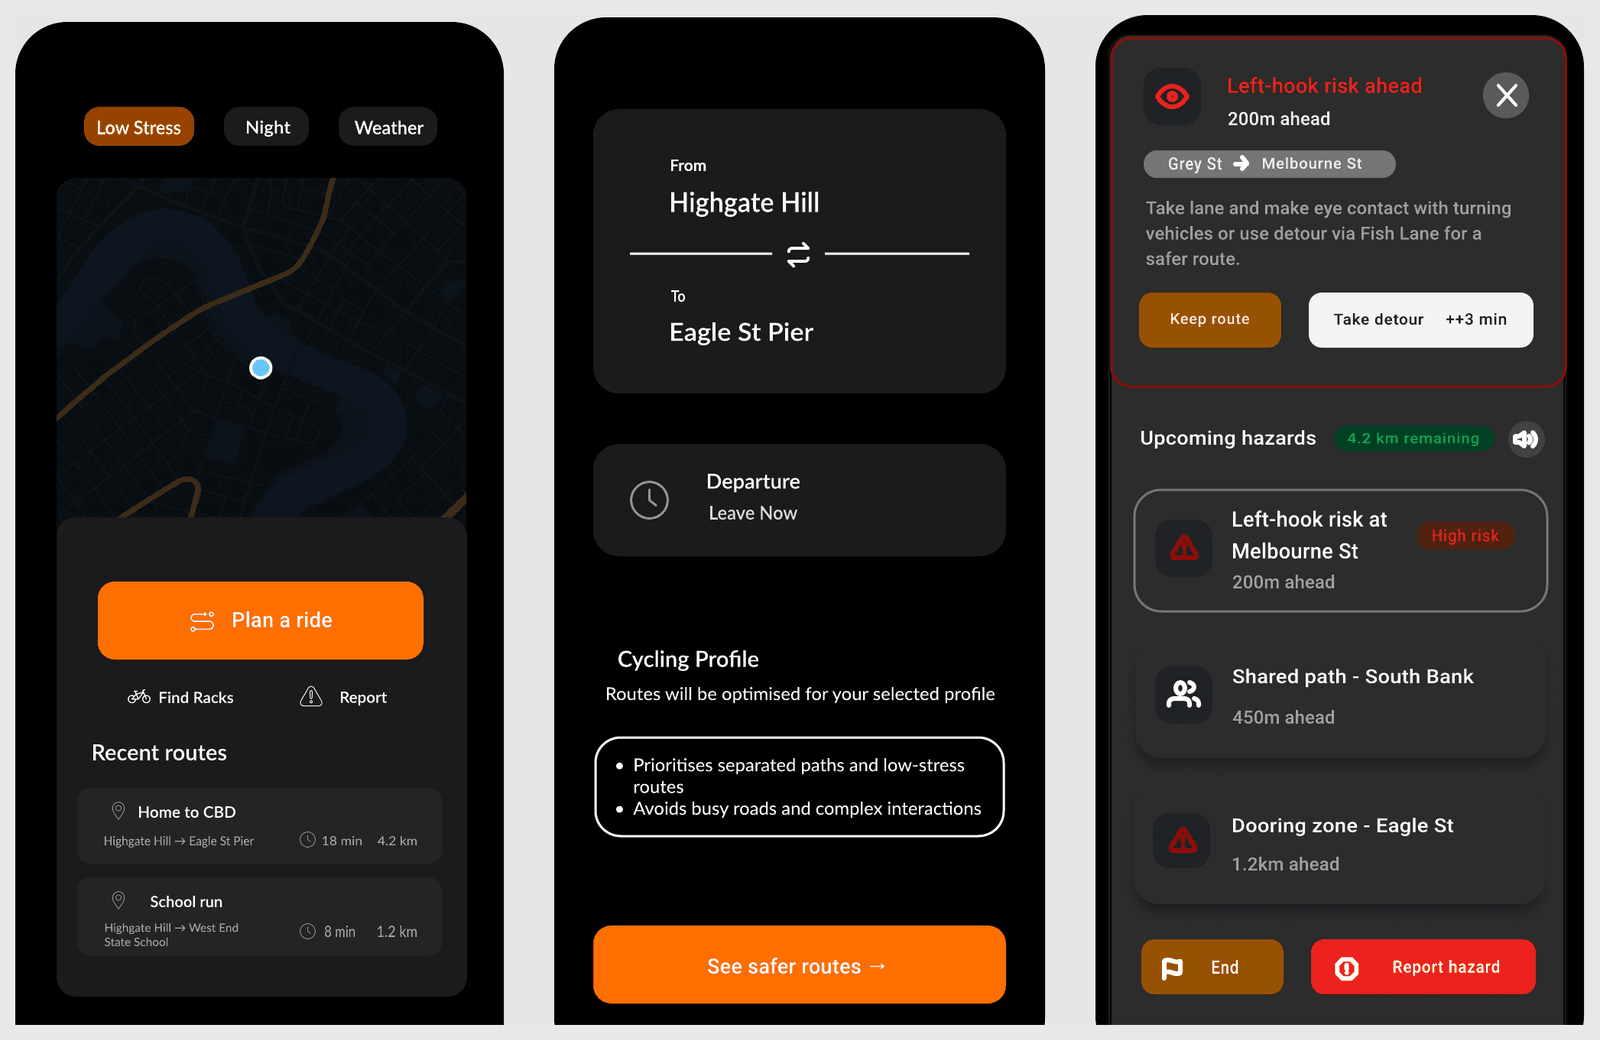 Low Stress
Night
Weather
Plan a ride
Find Racks
Report
Recent routes
Home to CBD
Highgate Hill → Eagle St Pier
18 min
4.2 km
School run
Highgate Hill → West End
State School
8 min
1.2 km
From
Highgate Hill
To
Eagle St Pier
Departure
Leave Now
Cycling Profile
Routes will be optimised for your selected profile
• Prioritises separated paths and low-stress
routes
• Avoids busy roads and complex interactions
See safer routes →
Left-hook risk ahead
200m ahead
Grey St → Melbourne St
Take lane and make eye contact with turning
vehicles or use detour via Fish Lane for a
safer route.
Keep route
Take detour ++3 min
Upcoming hazards
4.2 km remaining
Left-hook risk at
Melbourne St
High risk
200m ahead
Shared path - South Bank
450m ahead
Dooring zone - Eagle St
1.2km ahead
End
Report hazard